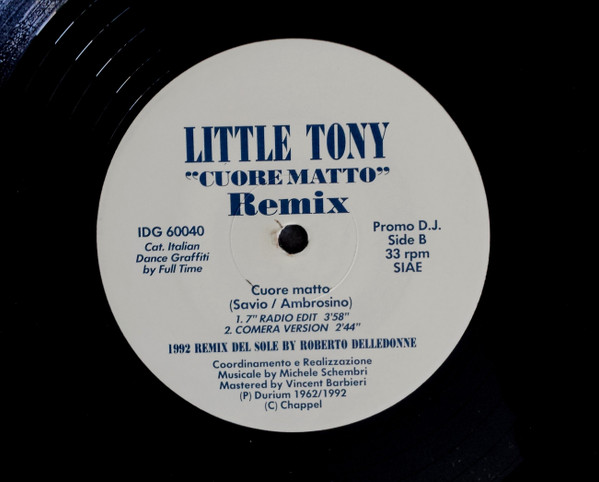 LITTLE TONY
"CUORE MATTO"
Remix
IDG 60040
Cat. Italian
Dance Graffiti
by Full Time
Promo D.J.
Side B
33 rpm
SIAE
Cuore matto
(Savio / Ambrosino)
1. 7" RADIO EDIT 3'58"
2. COMERA VERSION 2'44"
1992 REMIX DEL SOLE BY ROBERTO DELLEDONNE
Coordinamento e Realizzazione
Musicale by Michele Schembri
Mastered by Vincent Barbieri
(P) Durium 1962/1992
(C) Chappel